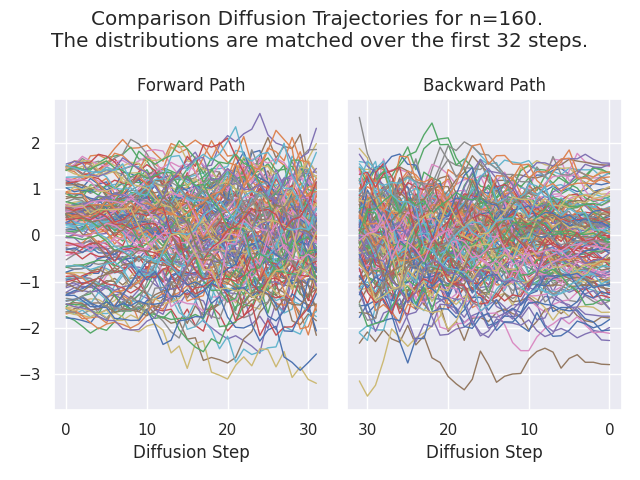 Comparison Diffusion Trajectories for n=160.
The distributions are matched over the first 32 steps.
Forward Path
Backward Path
2
1
0
−1
−2
−3
0 10 20 30
30 20 10 0
Diffusion Step
Diffusion Step